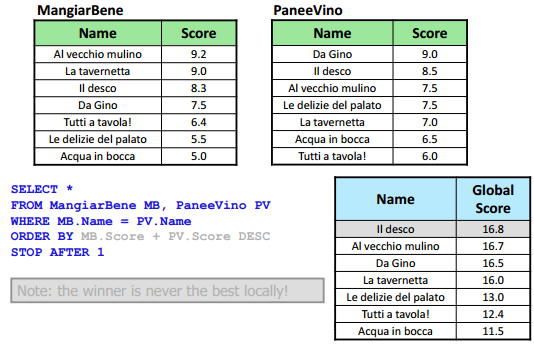 MangiarBene
Name Score
Al vecchio mulino 9.2
La tavernetta 9.0
Il desco 8.3
Da Gino 7.5
Tutti a tavola! 6.4
Le delizie del palato 5.5
Acqua in bocca 5.0
PaneeVino
Name Score
Da Gino 9.0
Il desco 8.5
Al vecchio mulino 7.5
Le delizie del palato 7.5
La tavernetta 7.0
Acqua in bocca 6.5
Tutti a tavola! 6.0
SELECT *
FROM MangiarBene MB, PaneeVino PV
WHERE MB.Name = PV.Name
ORDER BY MB.Score + PV.Score DESC
STOP AFTER 1
Note: the winner is never the best locally!
Name Global
Score
Il desco 16.8
Al vecchio mulino 16.7
Da Gino 16.5
La tavernetta 16.0
Le delizie del palato 13.0
Tutti a tavola! 12.4
Acqua in bocca 11.5